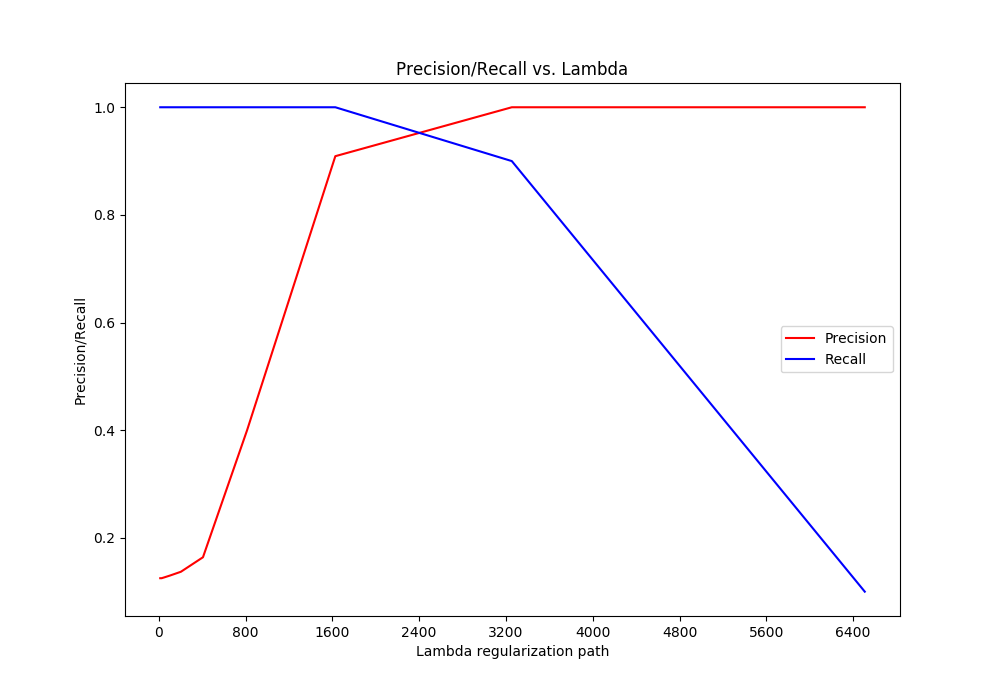 Precision/Recall vs. Lambda
1.0
0.8
0.6
0.4
0.2
Precision/Recall
Precision
Recall
0 800 1600 2400 3200 4000 4800 5600 6400
Lambda regularization path